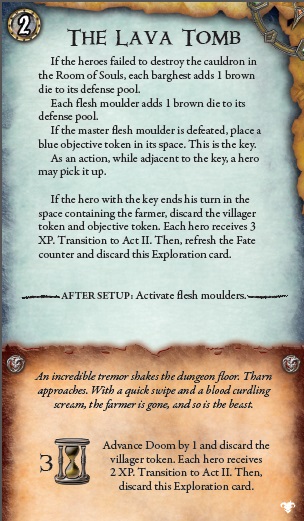 2
THE LAVA TOMB
If the heroes failed to destroy the cauldron in
the Room of Souls, each barghest adds 1 brown
die to its defense pool.
Each flesh moulder adds 1 brown die to its
defense pool.
If the master flesh moulder is defeated, place a
blue objective token in its space. This is the key.
As an action, while adjacent to the key, a hero
may pick it up.
If the hero with the key ends his turn in the
space containing the farmer, discard the villager
token and objective token. Each hero receives 3
XP. Transition to Act II. Then, refresh the Fate
counter and discard this Exploration card.
AFTER SETUP: Activate flesh moulders.
An incredible tremor shakes the dungeon floor. Tharn
approaches. With a quick swipe and a blood curdling
scream, the farmer is gone, and so is the beast.
3
Advance Doom by 1 and discard the
villager token. Each hero receives
2 XP. Transition to Act II. Then,
discard this Exploration card.